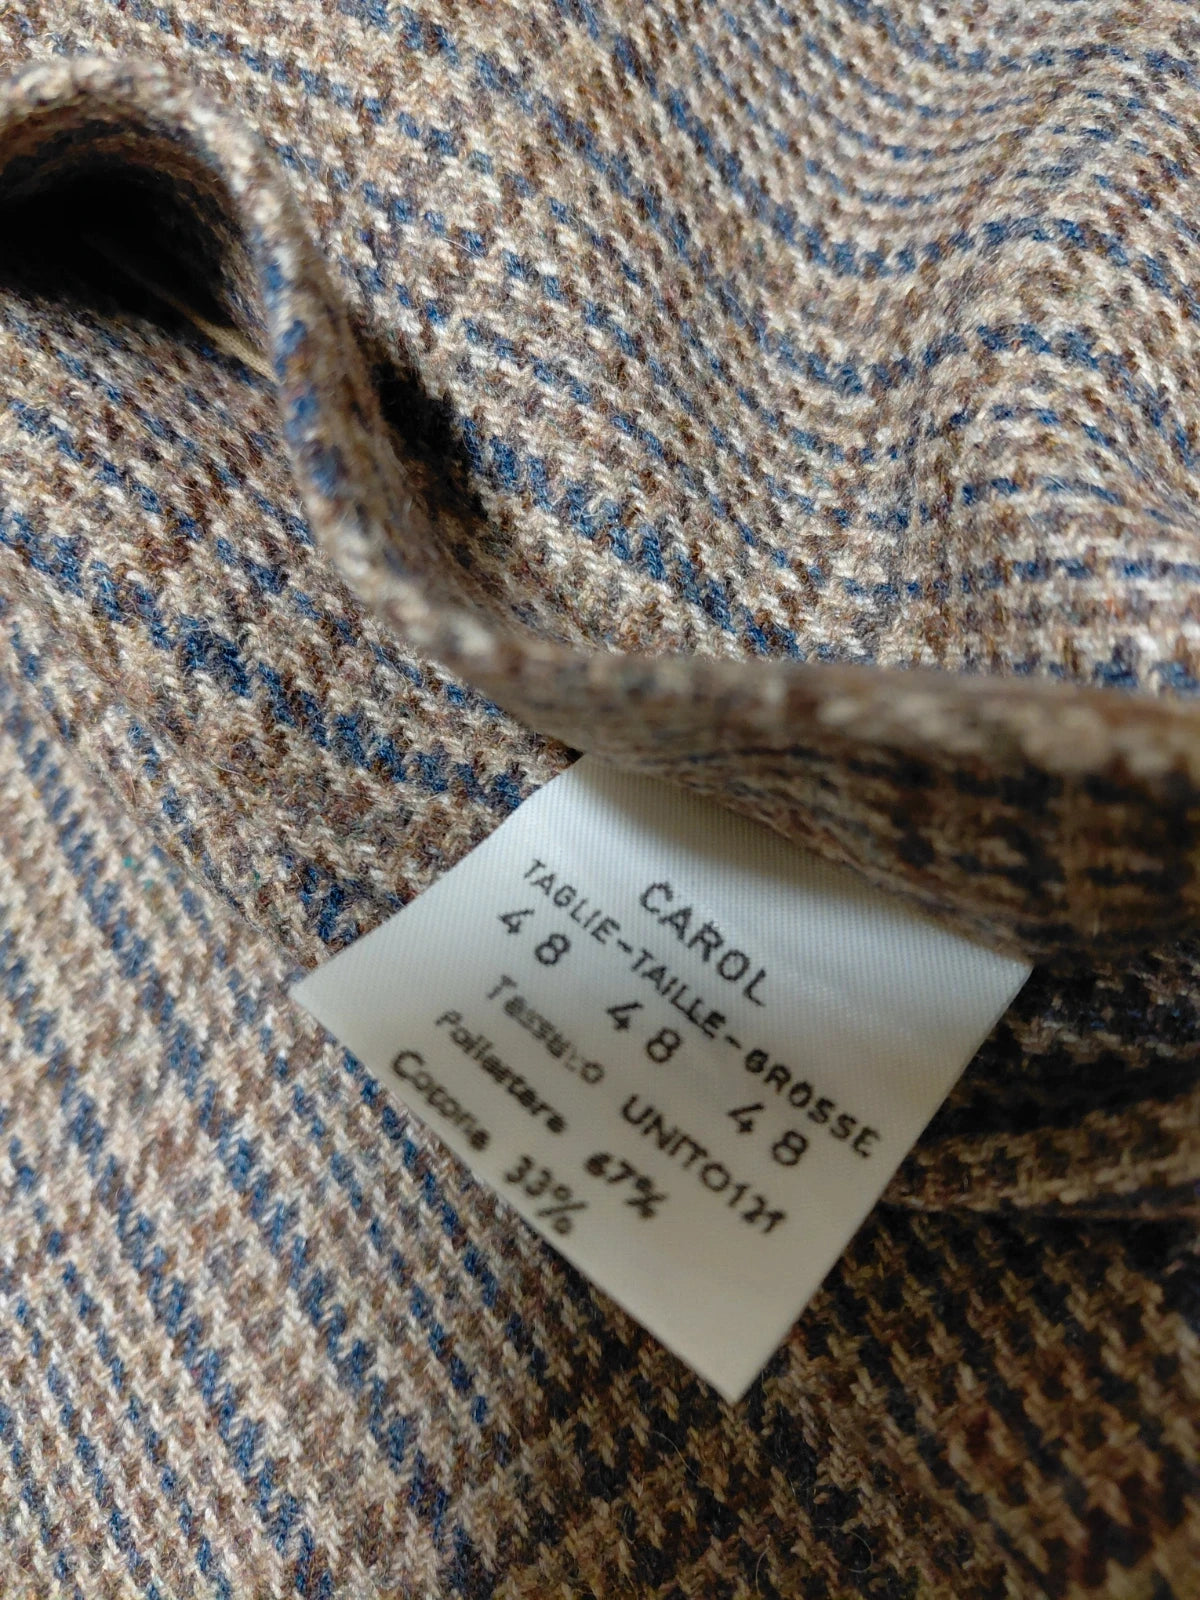 CAROL
TAGLIE-TAILLE-GROSSE
48 48 48
Tessuto UNITO121
Poliestere 67%
Cotone 33%